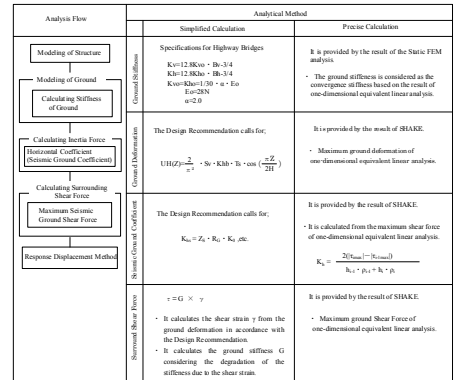 Analysis Flow
Analytical Method
Simplified Calculation
Precise Calculation
Modeling of Structure
Modeling of Ground
Calculating Stiffness
of Ground
Calculating Inertia Force
Horizontal Coefficient
(Seismic Ground Coefficient)
Calculating Surrounding
Shear Force
Maximum Seismic
Ground Shear Force
Response Displacement Method
Ground Stiffness
Specifications for Highway Bridges
Kv=12.8Kvo・Bv-3/4
Kh=12.8Kho・Bh-3/4
Kvo=Kho=1/30・α・Eo
Eo=28N
α=2.0
It is provided by the result of the Static FEM
analysis.
・ The ground stiffness is considered as the
convergence stiffness based on the result of
one-dimensional equivalent linear analysis.
Ground Deformation
The Design Recommendation calls for;
UH(Z)=2/π²・Sv・Khb・Ts・cos(πZ/2H)
It is provided by the result of SHAKE.
・ Maximum ground deformation of
one-dimensional equivalent linear analysis.
Seismic Ground Coefficient
The Design Recommendation calls for;
It is provided by the result of SHAKE.
・It is calculated from the maximum shear force
of one-dimensional equivalent linear analysis.
Surround Shear Force
τ=G × γ
・ It calculates the shear strain γ from the
ground deformation in accordance with
the Design Recommendation.
・ It calculates the ground stiffness G
considering the degradation of the
stiffeness due to the shear strain.
It is provided by the result of SHAKE.
・ Maximum ground Shear Force of
one-dimensional equivalent linear analysis.